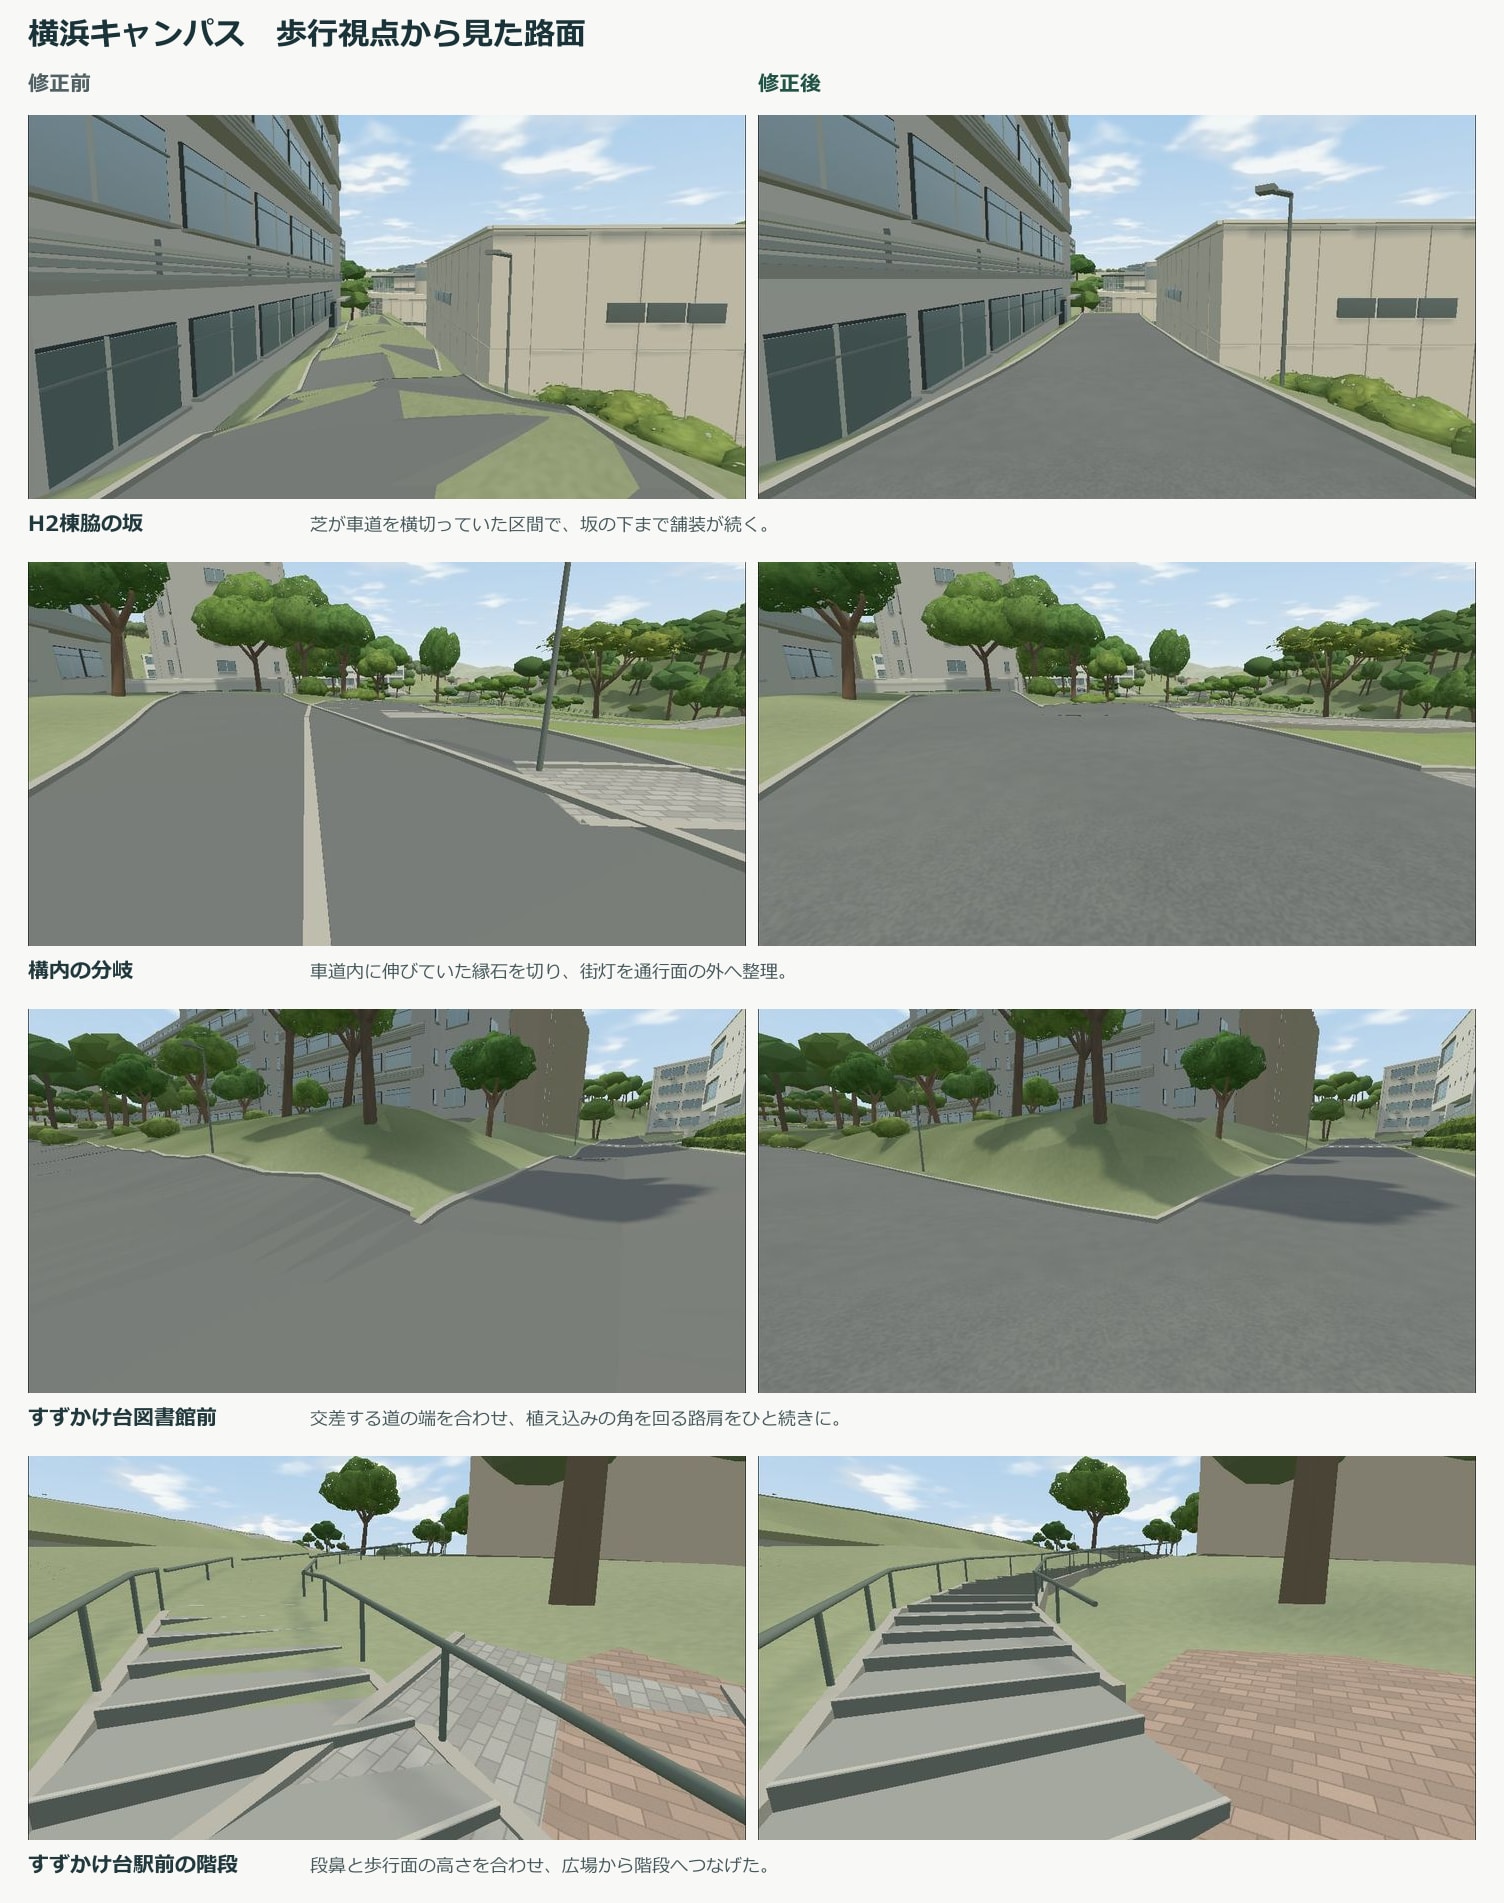 横浜キャンパス　歩行視点から見た路面
修正前
修正後
H2棟脇の坂
芝が車道を横切っていた区間で、坂の下まで舗装が続く。
構内の分岐
車道内に伸びていた縁石を切り、街灯を通行面の外へ整理。
すずかけ台図書館前
交差する道の端を合わせ、植え込みの角を回る路肩をひと続きに。
すずかけ台駅前の階段
段鼻と歩行面の高さを合わせ、広場から階段へつなげた。